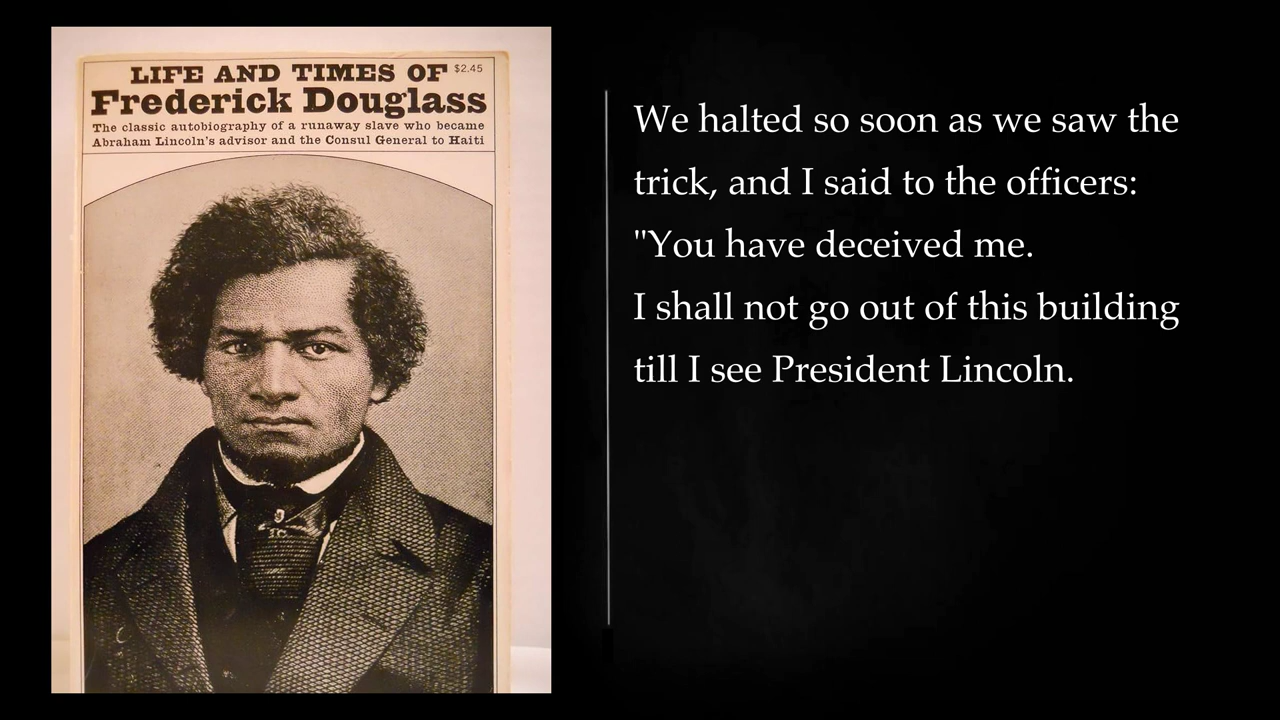 LIFE AND TIMES OF $2.45
Frederick Douglass
The classic autobiography of a runaway slave who became
Abraham Lincoln's advisor and the Consul General to Haiti
We halted so soon as we saw the
trick, and I said to the officers:
"You have deceived me.
I shall not go out of this building
till I see President Lincoln.